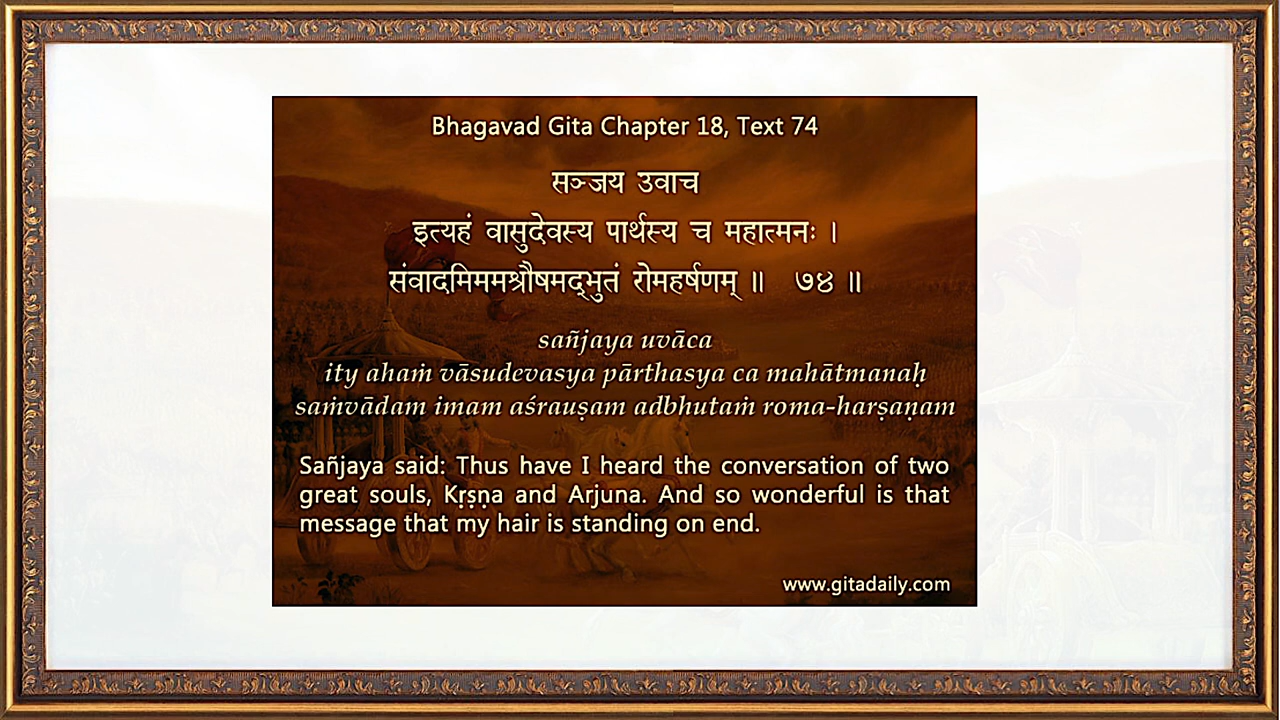 Bhagavad Gita Chapter 18, Text 74
सञ्जय उवाच
इत्यहं वासुदेवस्य पार्थस्य च महात्मनः ।
संवादमिममश्रौषमद्‍भुतं रोमहर्षणम् ॥ ७४ ॥
sañjaya uvāca
ity ahaṁ vāsudevasya pārthasya ca mahātmanaḥ
saṁvādam imam aśrauṣam adbhutaṁ roma-harṣaṇam
Sañjaya said: Thus have I heard the conversation of two
great souls, Kṛṣṇa and Arjuna. And so wonderful is that
message that my hair is standing on end.
www.gitadaily.com